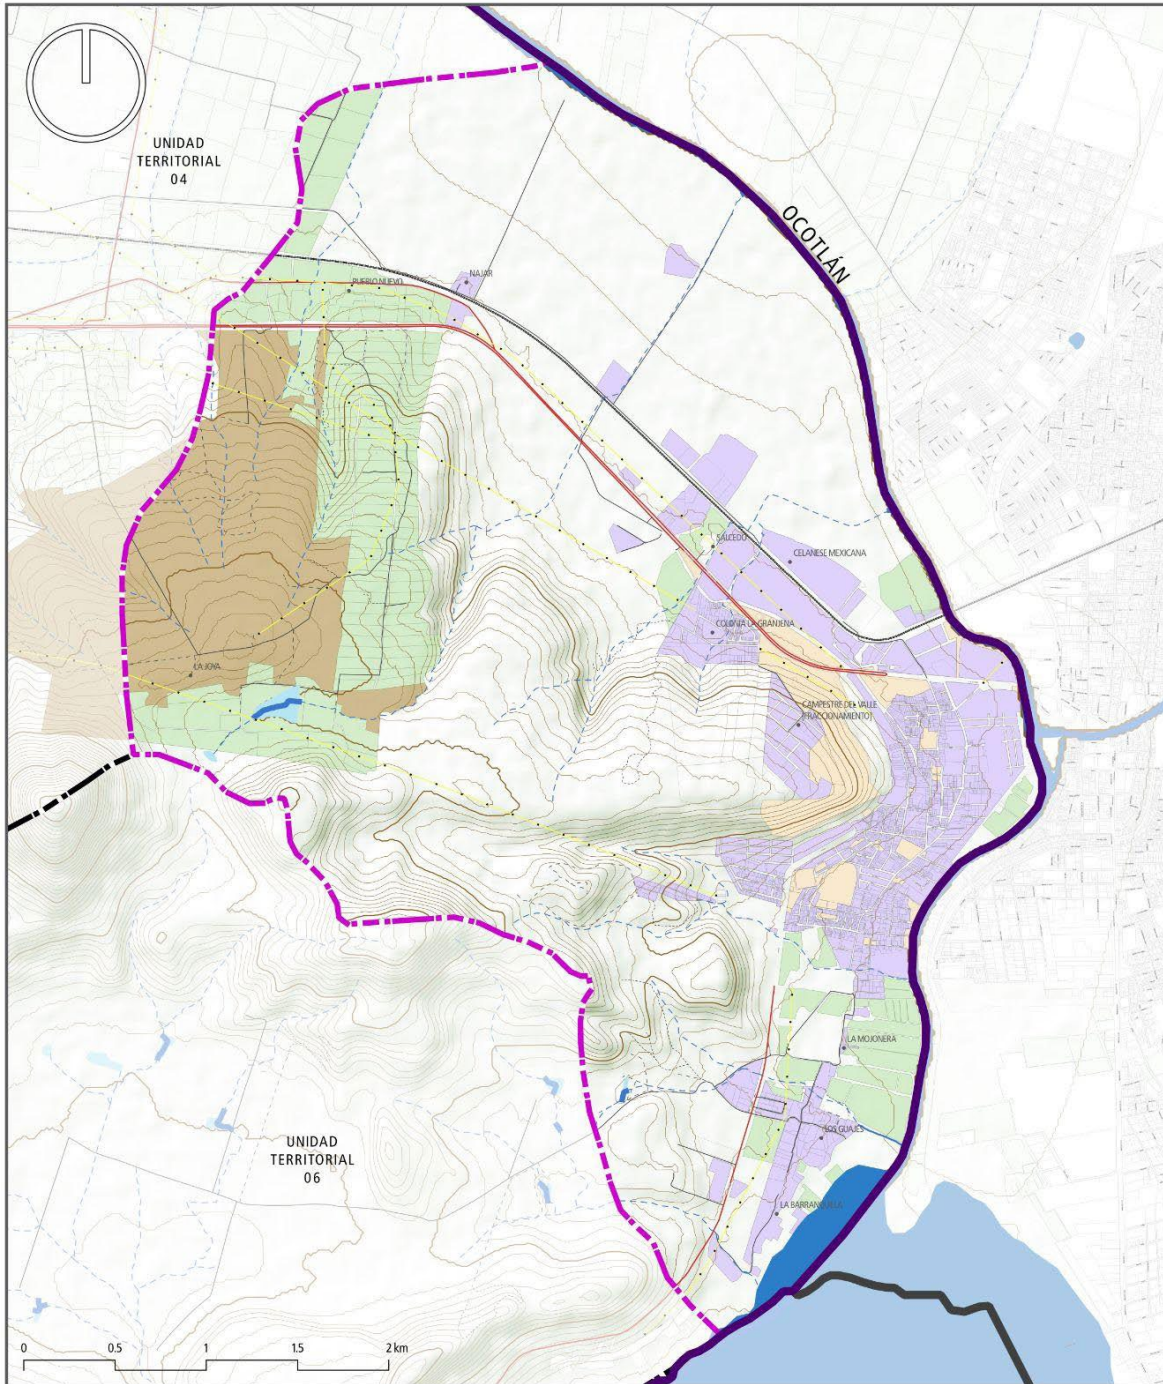 UNIDAD
TERRITORIAL
04
OCOTLÁN
PUEBLO NUEVO
NAJAR
SALCEDO
CELANESE MEXICANA
COLONIA LA GRANJENA
LA JOYA
CAMPESTRE DEL VALLE
[FRACCIONAMIENTO]
LA MOJONERA
LOS GUAJES
UNIDAD
TERRITORIAL
06
LA BARRANQUILLA
0 0.5 1 1.5 2 km